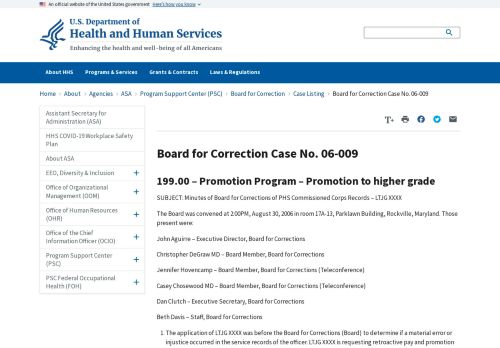 An official website of the United States government Here's how you know
U.S. Department of
Health and Human Services
Enhancing the health and well-being of all Americans
About HHS Programs & Services Grants & Contracts Laws & Regulations
Home › About › Agencies › ASA › Program Support Center (PSC) › Board for Correction › Case Listing › Board for Correction Case No. 06-009
Assistant Secretary for
Administration (ASA)
HHS COVID-19 Workplace Safety
Plan
About ASA
EEO, Diversity & Inclusion +
Office of Organizational
Management (OOM) +
Office of Human Resources
(OHR) +
Office of the Chief
Information Officer (OCIO) +
Program Support Center
(PSC) +
PSC Federal Occupational
Health (FOH) +
T+
Board for Correction Case No. 06-009
199.00 – Promotion Program – Promotion to higher grade
SUBJECT: Minutes of Board for Corrections of PHS Commissioned Corps Records – LTJG XXXX
The Board was convened at 2:00PM, August 30, 2006 in room 17A-13, Parklawn Building, Rockville, Maryland. Those
present were:
John Aguirre – Executive Director, Board for Corrections
Christopher DeGraw MD – Board Member, Board for Corrections
Jennifer Hovencamp – Board Member, Board for Corrections (Teleconference)
Casey Chosewood MD – Board Member, Board for Corrections (Teleconference)
Dan Clutch – Executive Secretary, Board for Corrections
Beth Davis – Staff, Board for Corrections
1. The application of LTJG XXXX was before the Board for Corrections (Board) to determine if a material error or
injustice occurred in the service records of the officer. LTJG XXXX is requesting retroactive pay and promotion